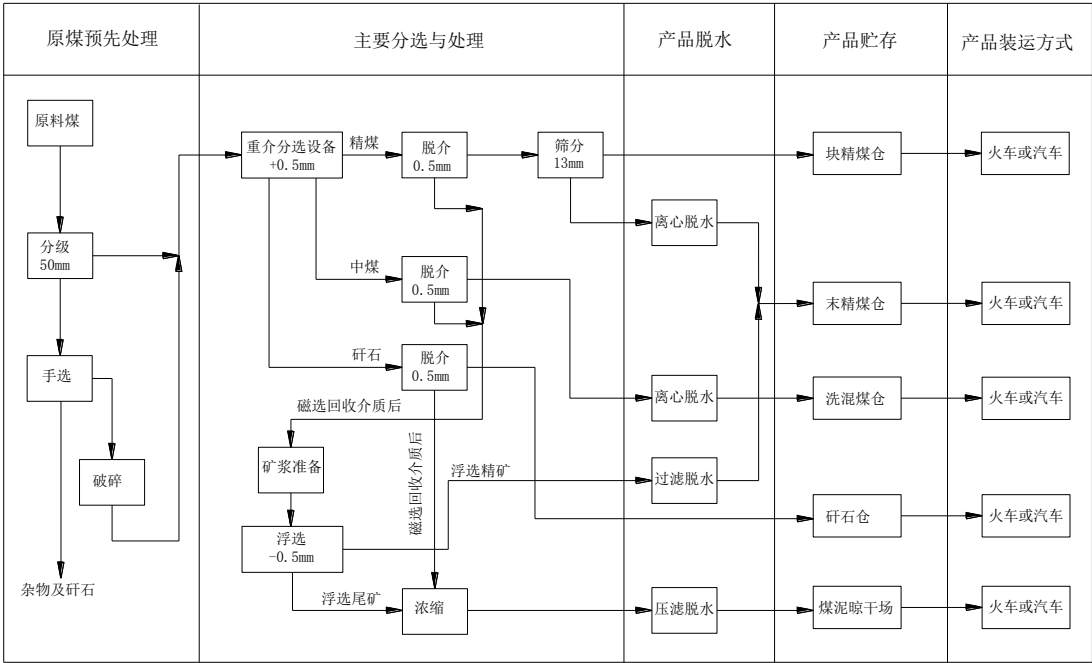 原煤预先处理
主要分选与处理
产品脱水
产品贮存
产品装运方式
原料煤
分级
50mm
手选
破碎
杂物及矸石
重介分选设备
+0.5mm
精煤
脱介
0.5mm
筛分
13mm
中煤
脱介
0.5mm
矸石
脱介
0.5mm
磁选回收介质后
磁选回收介质后
矿浆准备
浮选
-0.5mm
浮选精矿
浮选尾矿
浓缩
离心脱水
离心脱水
过滤脱水
压滤脱水
块精煤仓
末精煤仓
洗混煤仓
矸石仓
煤泥晾干场
火车或汽车
火车或汽车
火车或汽车
火车或汽车
火车或汽车